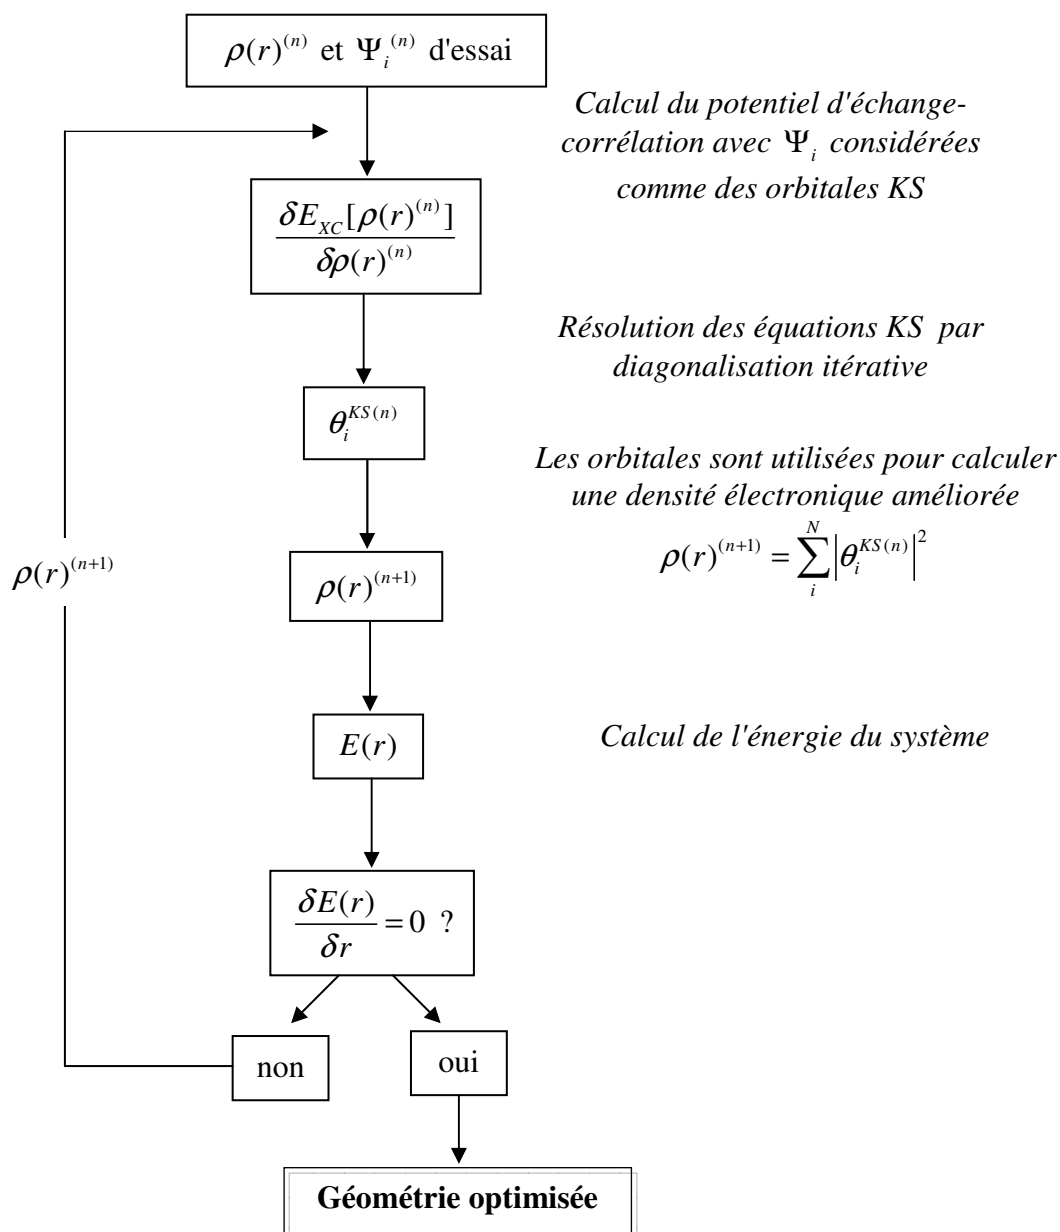 ρ(r)^(n) et Ψ_i^(n) d'essai
Calcul du potentiel d'échange-
corrélation avec Ψ_i considérées
comme des orbitales KS
δE_XC[ρ(r)^(n)]
δρ(r)^(n)
Résolution des équations KS par
diagonalisation itérative
θ_i^KS(n)
Les orbitales sont utilisées pour calculer
une densité électronique améliorée
ρ(r)^(n+1) = ∑_i^N |θ_i^KS(n)|^2
ρ(r)^(n+1)
ρ(r)^(n+1)
E(r)
Calcul de l'énergie du système
δE(r)
δr
= 0 ?
non
oui
Géométrie optimisée